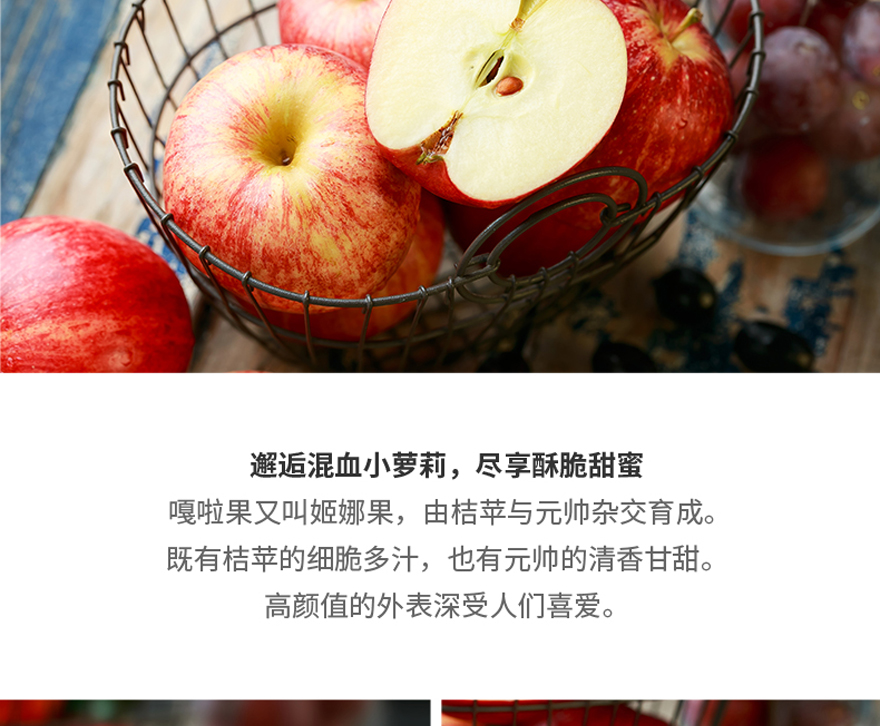 邂逅混血小萝莉，尽享酥脆甜蜜
嘎啦果又叫姬娜果，由桔苹与元帅杂交育成。
既有桔苹的细脆多汁，也有元帅的清香甘甜。
高颜值的外表深受人们喜爱。